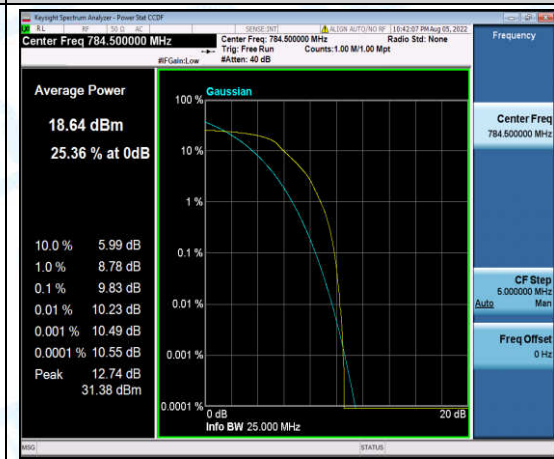 Keysight Spectrum Analyzer - Power Stat CCDF
RL RF 50 Ω AC SENSE:INT ALIGN AUTO/NO RF 10:42:07 PM Aug 05, 2022
Center Freq 784.500000 MHz
Center Freq: 784.500000 MHz Radio Std: None
Trig: Free Run Counts:1.00 M/1.00 Mpt
#IFGain:Low #Atten: 40 dB
Frequency
Average Power
18.64 dBm
25.36 % at 0dB
10.0 % 5.99 dB
1.0 % 8.78 dB
0.1 % 9.83 dB
0.01 % 10.23 dB
0.001 % 10.49 dB
0.0001 % 10.55 dB
Peak 12.74 dB
31.38 dBm
Gaussian
100 %
10 %
1 %
0.1 %
0.01 %
0.001 %
0.0001 %
0 dB 20 dB
Info BW 25.000 MHz
Center Freq
784.500000 MHz
CF Step
5.000000 MHz
Auto Man
Freq Offset
0 Hz
MSG STATUS